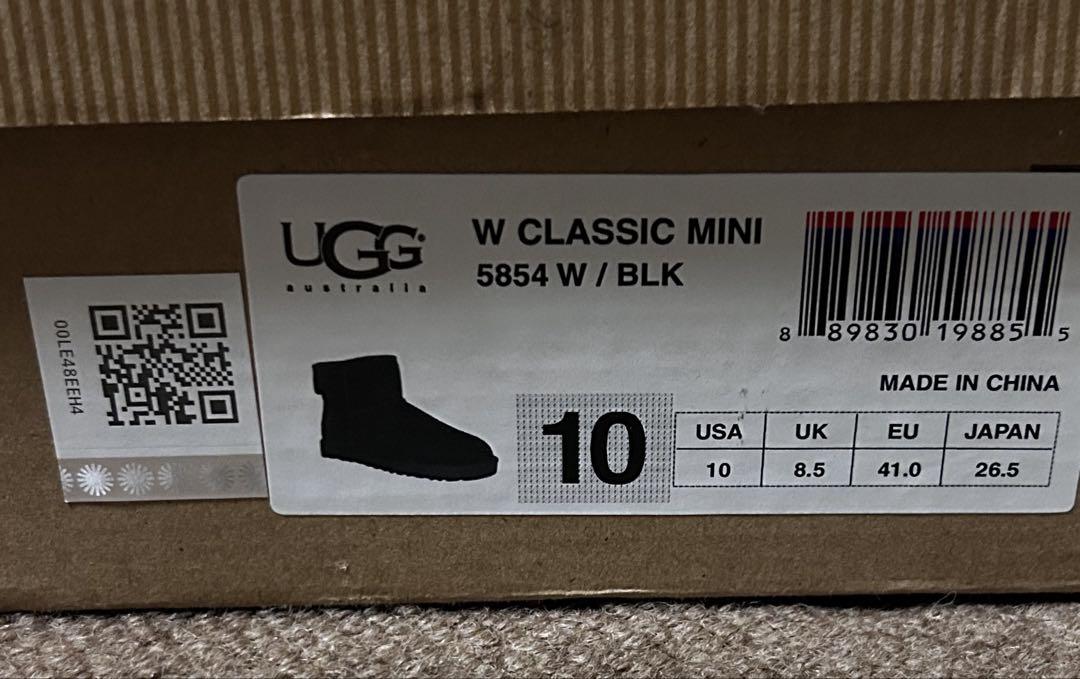 00LE48EEH4
UGG
australia
W CLASSIC MINI
5854 W / BLK
8 89830 19885 5
MADE IN CHINA
10
USA UK EU JAPAN
10 8.5 41.0 26.5